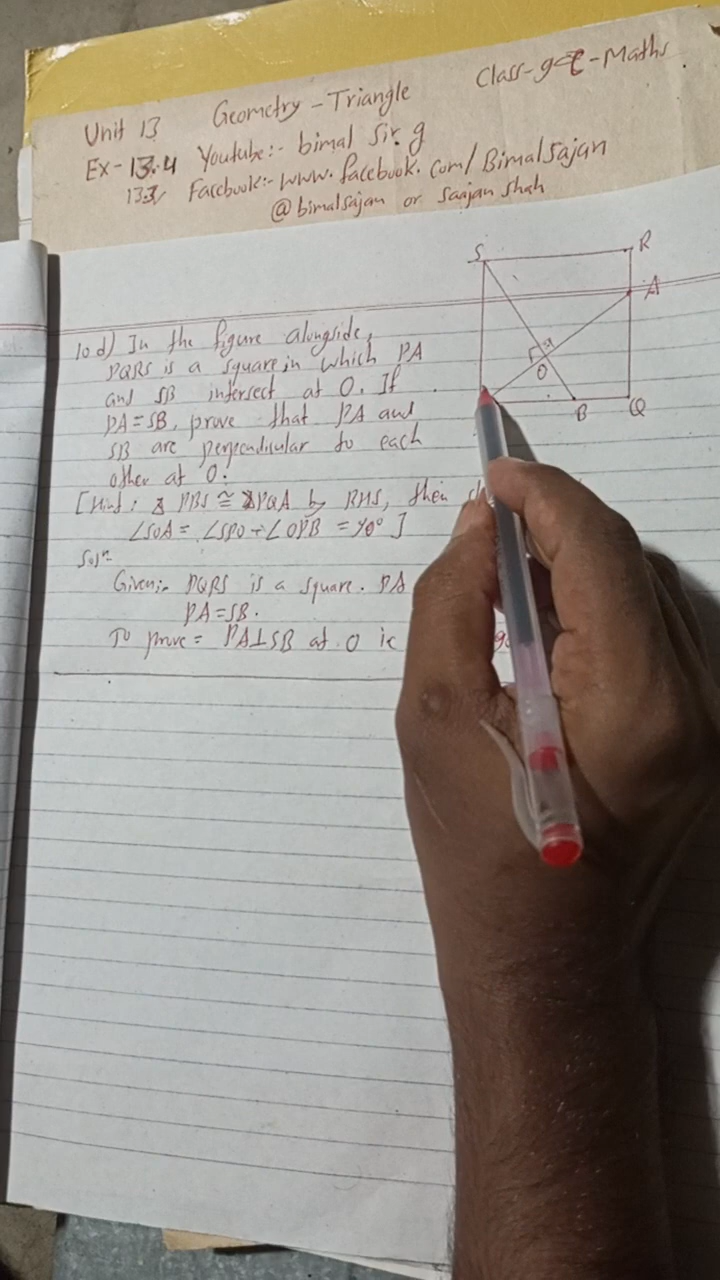 Unit 13 Geometry - Triangle Class - 9 - Maths
Ex - 13.4 Youtube:- bimal sir g
13.3/ Facebook:- www.facebook.com/Bimalsajan
@bimalsajan or saajan shah
S R
A
O
B Q
10 d) In the figure alongside,
PQRS is a square in which PA
and SB intersect at O. If
PA = SB, prove that PA and
SB are perpendicular to each
other at O.
[Hint: Δ PBS ≅ ΔPQA by RHS, then
∠SOA = ∠SPO + ∠OPB = 90° ]
Solⁿ
Given:- PQRS is a square. PA
PA = SB.
To prove = PA⊥SB at O ie